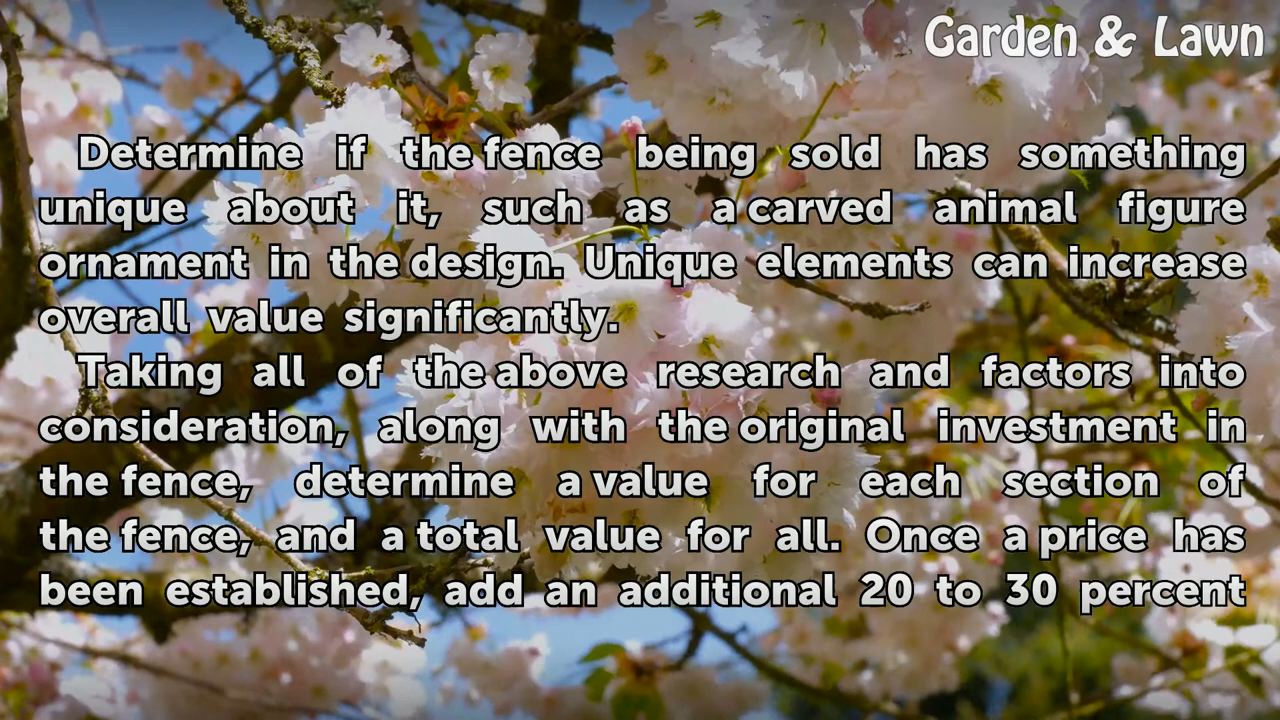 Garden & Lawn
Determine if the fence being sold has something
unique about it, such as a carved animal figure
ornament in the design. Unique elements can increase
overall value significantly.
Taking all of the above research and factors into
consideration, along with the original investment in
the fence, determine a value for each section of
the fence, and a total value for all. Once a price has
been established, add an additional 20 to 30 percent